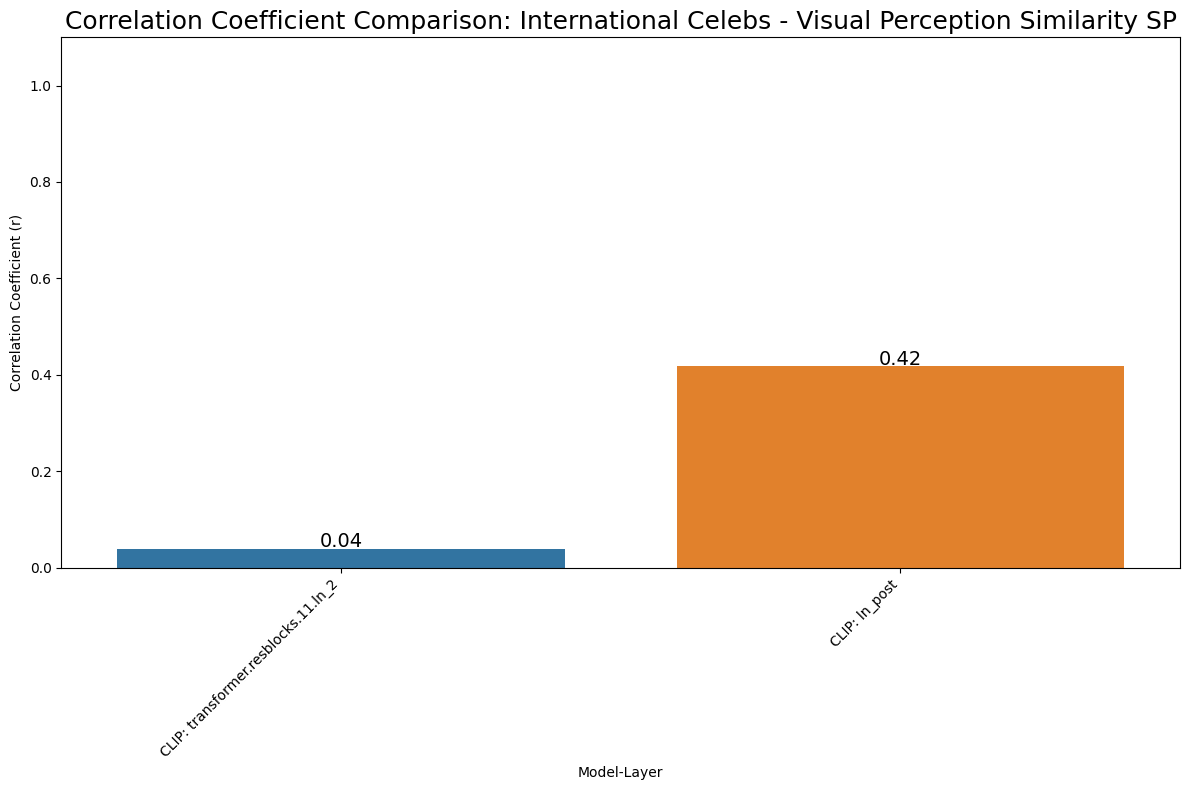 Correlation Coefficient Comparison: International Celebs - Visual Perception Similarity SP
Correlation Coefficient (r)
1.0
0.8
0.6
0.4
0.2
0.0
0.04
0.42
CLIP: transformer.resblocks.11.ln_2
CLIP: ln_post
Model-Layer